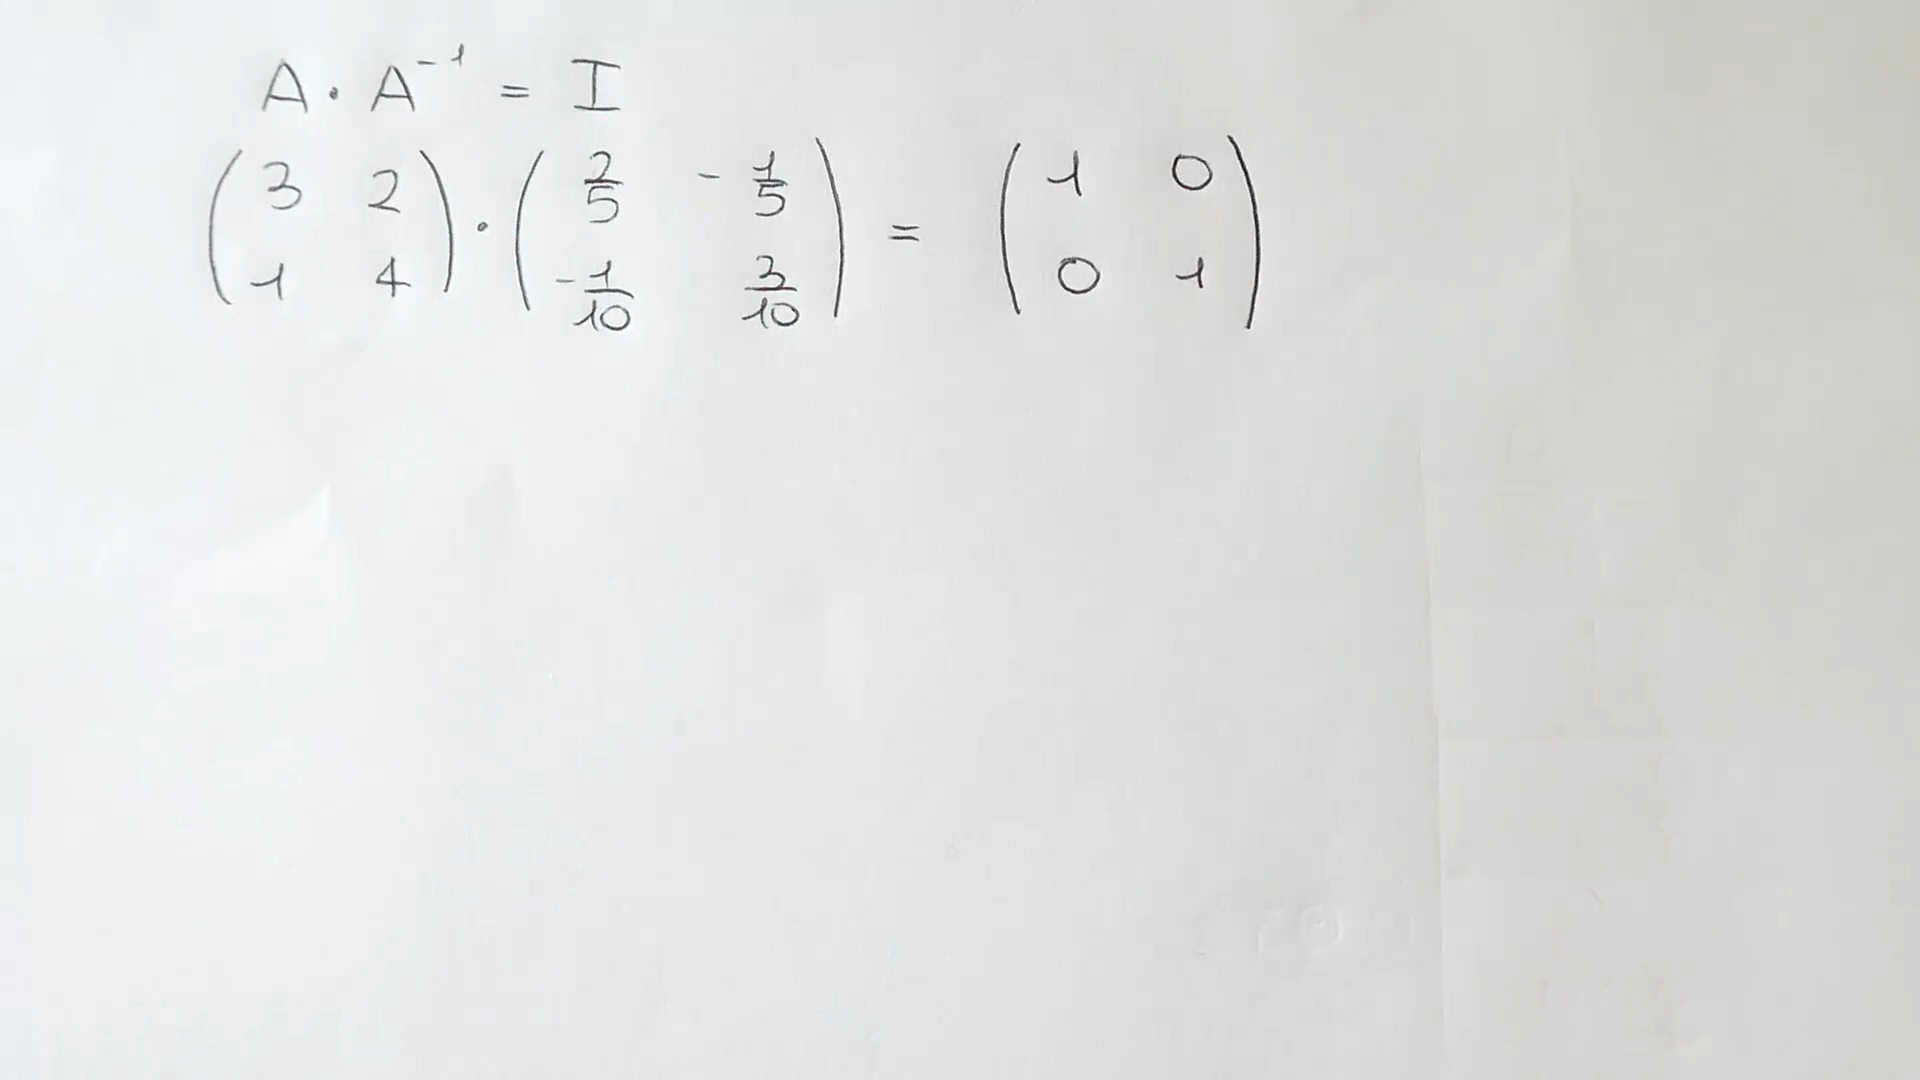 A · A⁻¹ = I
(3 2) · (2/5 - 1/5) = (1 0)
(1 4) (-1/10 3/10) (0 1)